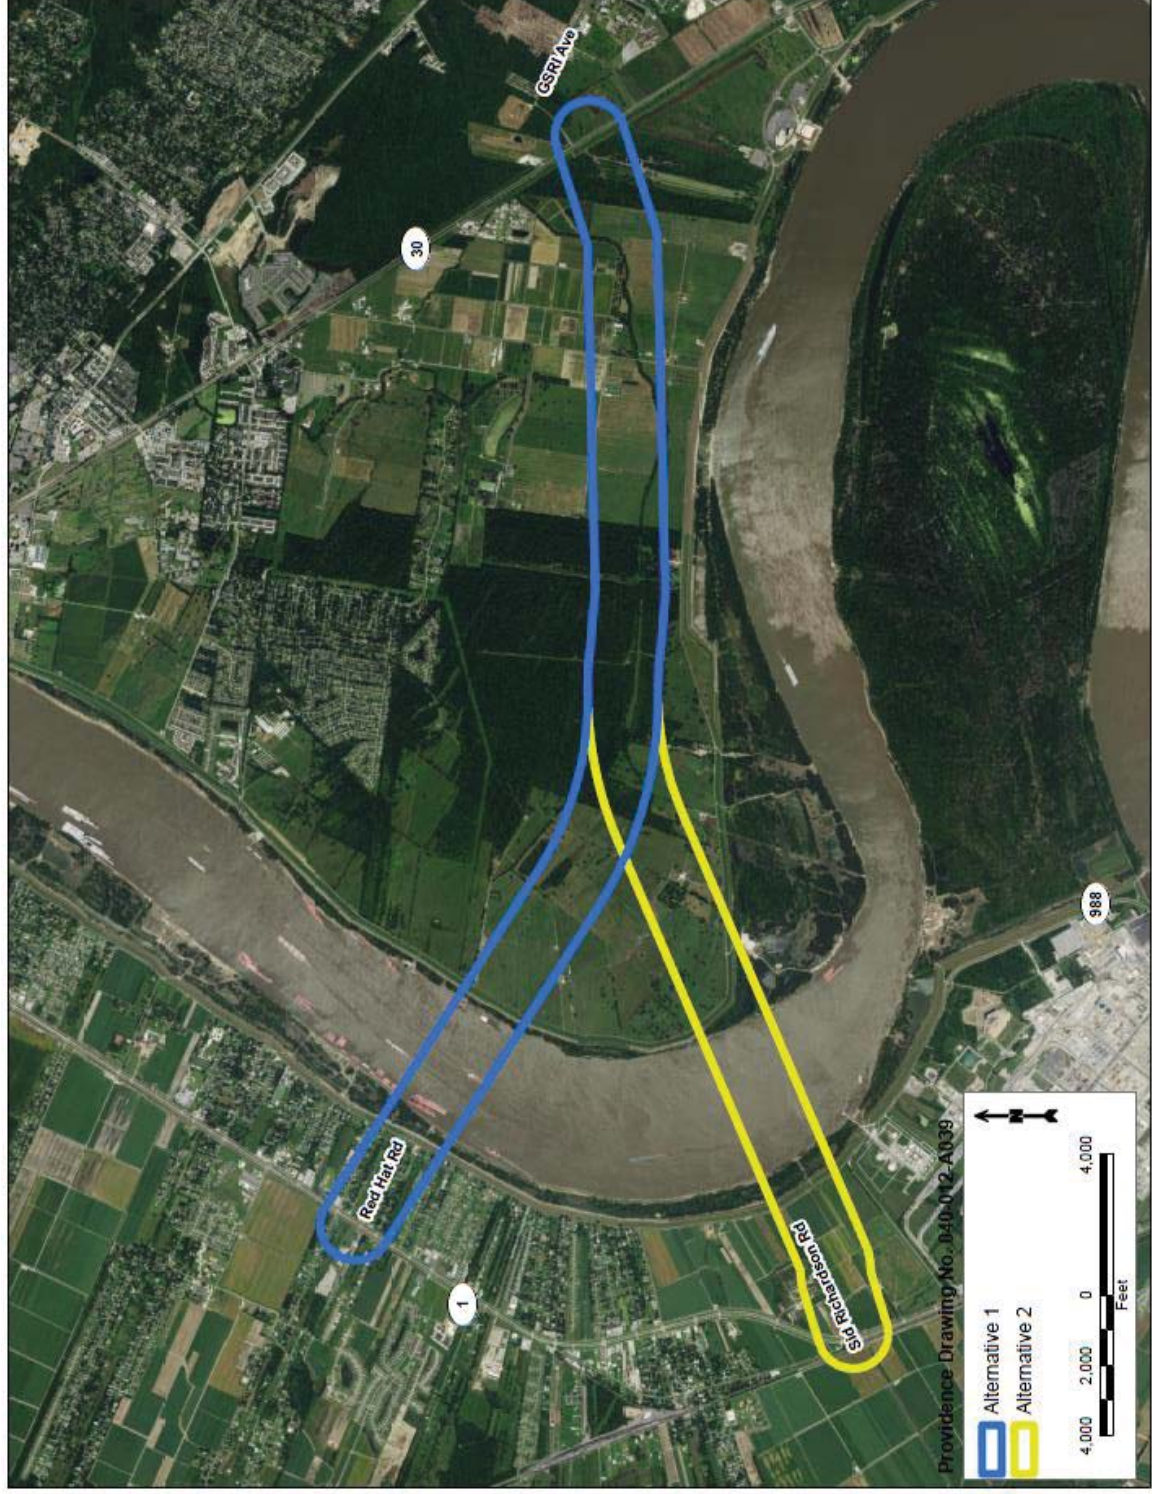 GSRI Ave
30
Red Hat Rd
1
Sid Richardson Rd
988
Providence Drawing No. 040-012-A039
N
Alternative 1
Alternative 2
4,000 2,000 0 4,000
Feet